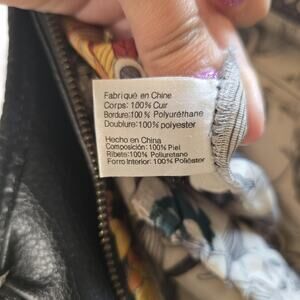 Fabriqué en Chine
Corps: 100% Cuir
Bordure: 100% Polyuréthane
Doublure: 100% polyester
Hecho en China
Composición: 100% Piel
Ribete: 100% Poliuretano
Forro Interior: 100% Poliéster